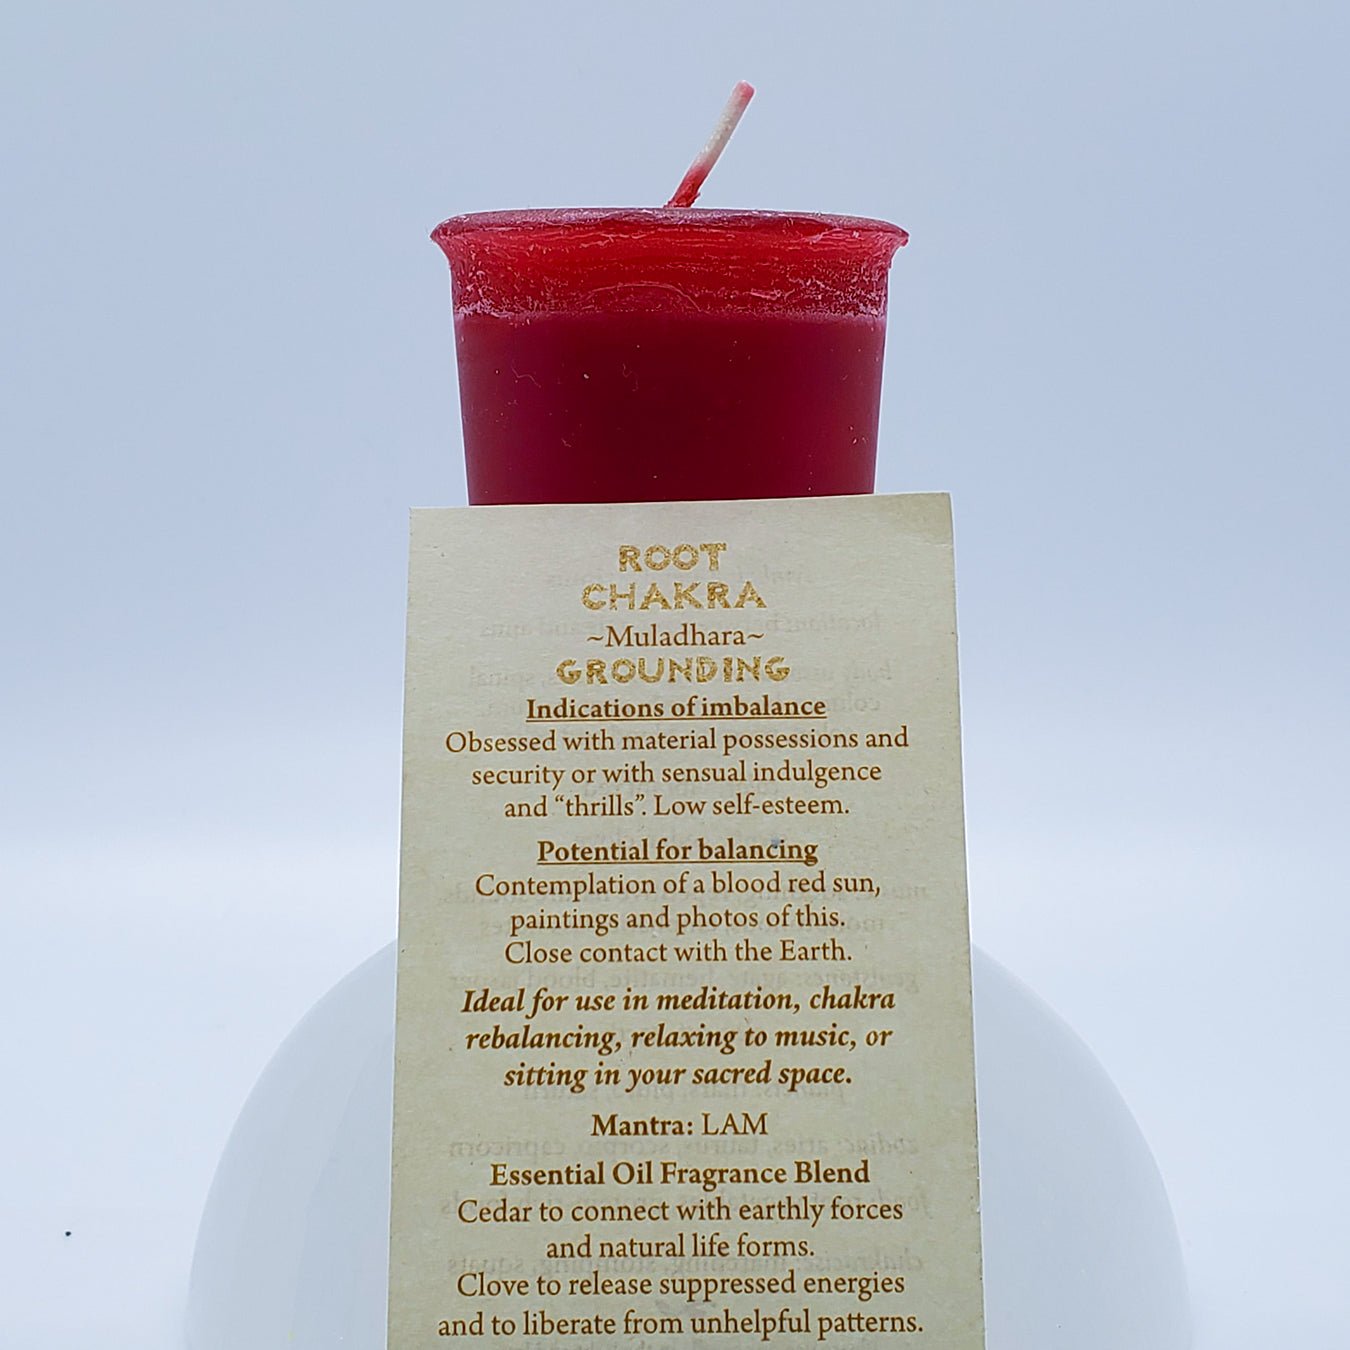 ROOT
CHAKRA
~Muladhara~
GROUNDING
Indications of imbalance
Obsessed with material possessions and
security or with sensual indulgence
and “thrills”. Low self-esteem.
Potential for balancing
Contemplation of a blood red sun,
paintings and photos of this.
Close contact with the Earth.
Ideal for use in meditation, chakra
rebalancing, relaxing to music, or
sitting in your sacred space.
Mantra: LAM
Essential Oil Fragrance Blend
Cedar to connect with earthly forces
and natural life forms.
Clove to release suppressed energies
and to liberate from unhelpful patterns.